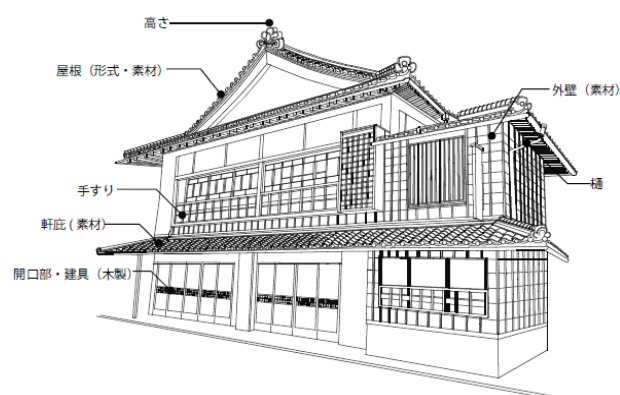 高さ
屋根（形式・素材）
外壁（素材）
樋
手すり
軒庇(素材）
開口部・建具（木製）